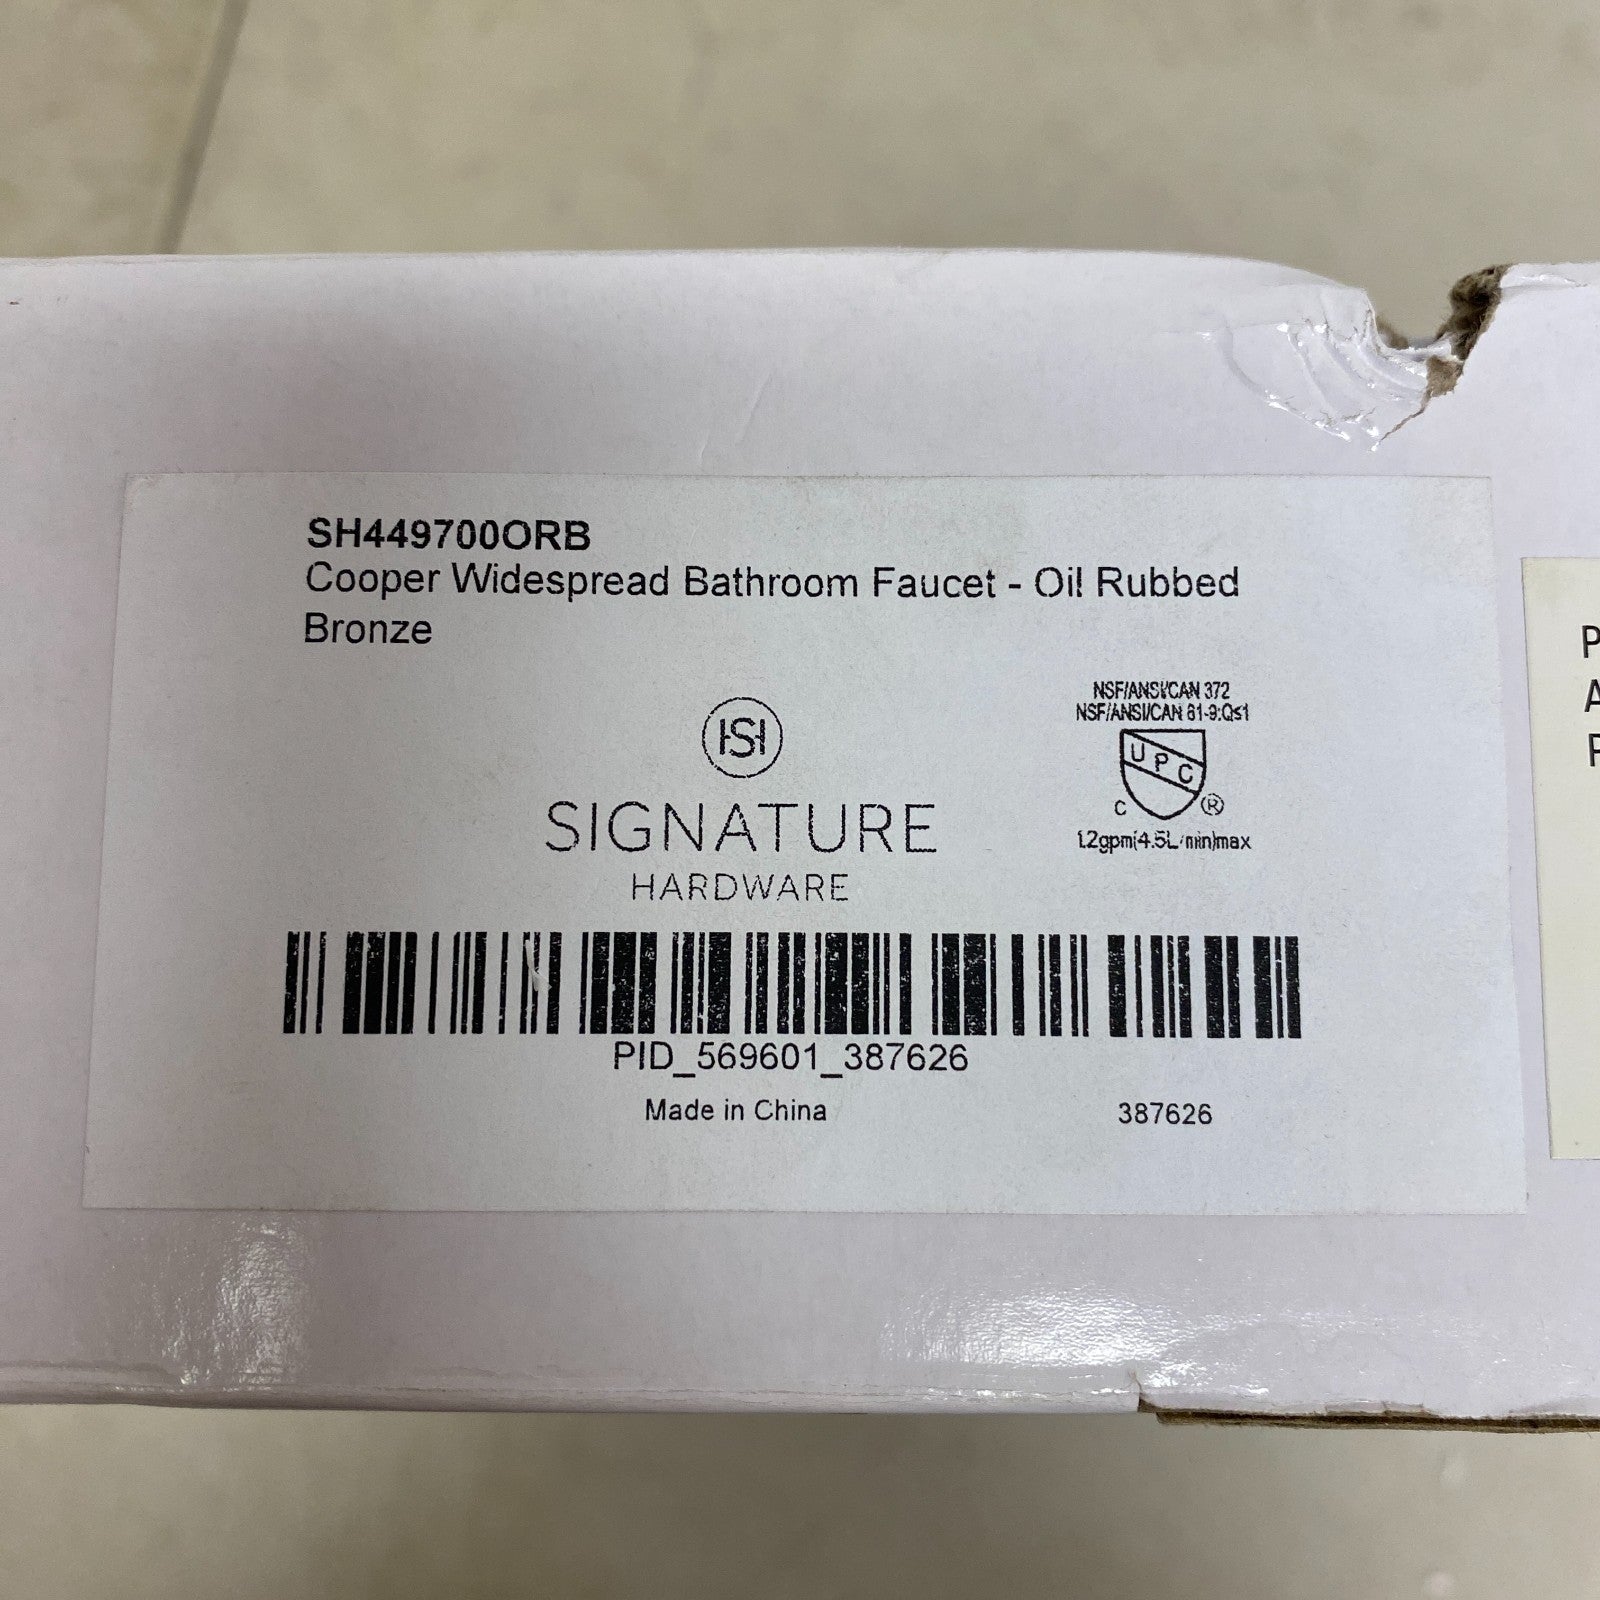 SH449700ORB
Cooper Widespread Bathroom Faucet - Oil Rubbed
Bronze
NSF/ANSI/CAN 372
NSF/ANSI/CAN 61-9:Q≤1
UPC
C ®
1.2gpm(4.5L/min)max
SH
SIGNATURE
HARDWARE
PID_569601_387626
Made in China
387626
P
A
P